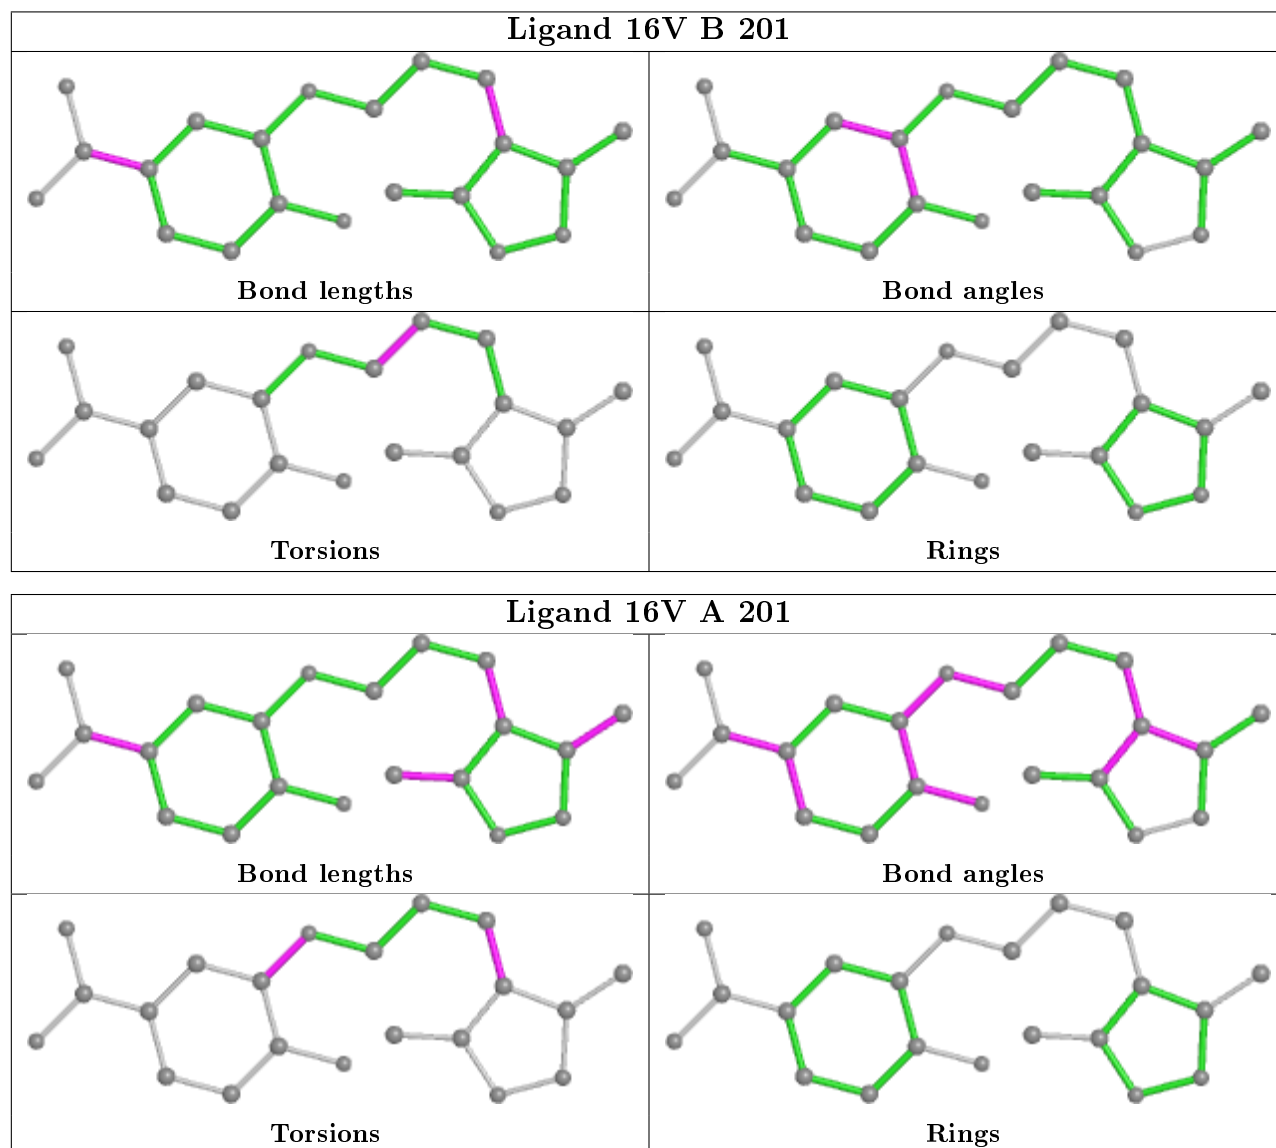 Ligand 16V B 201
Bond lengths
Bond angles
Torsions
Rings
Ligand 16V A 201
Bond lengths
Bond angles
Torsions
Rings